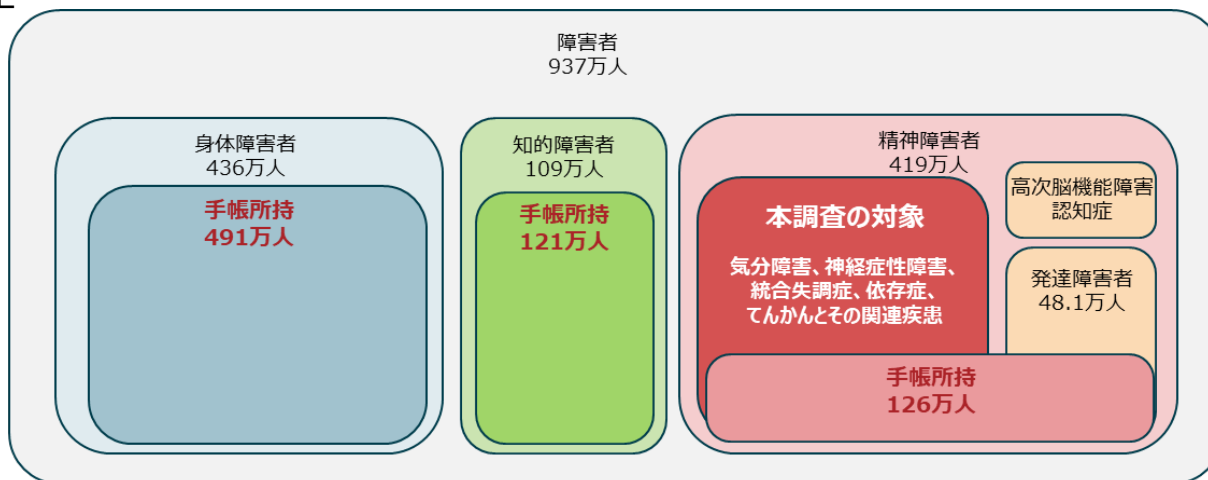 障害者
937万人
身体障害者
436万人
手帳所持
491万人
知的障害者
109万人
手帳所持
121万人
精神障害者
419万人
本調査の対象
気分障害、神経症性障害、
統合失調症、依存症、
てんかんとその関連疾患
高次脳機能障害
認知症
発達障害者
48.1万人
手帳所持
126万人